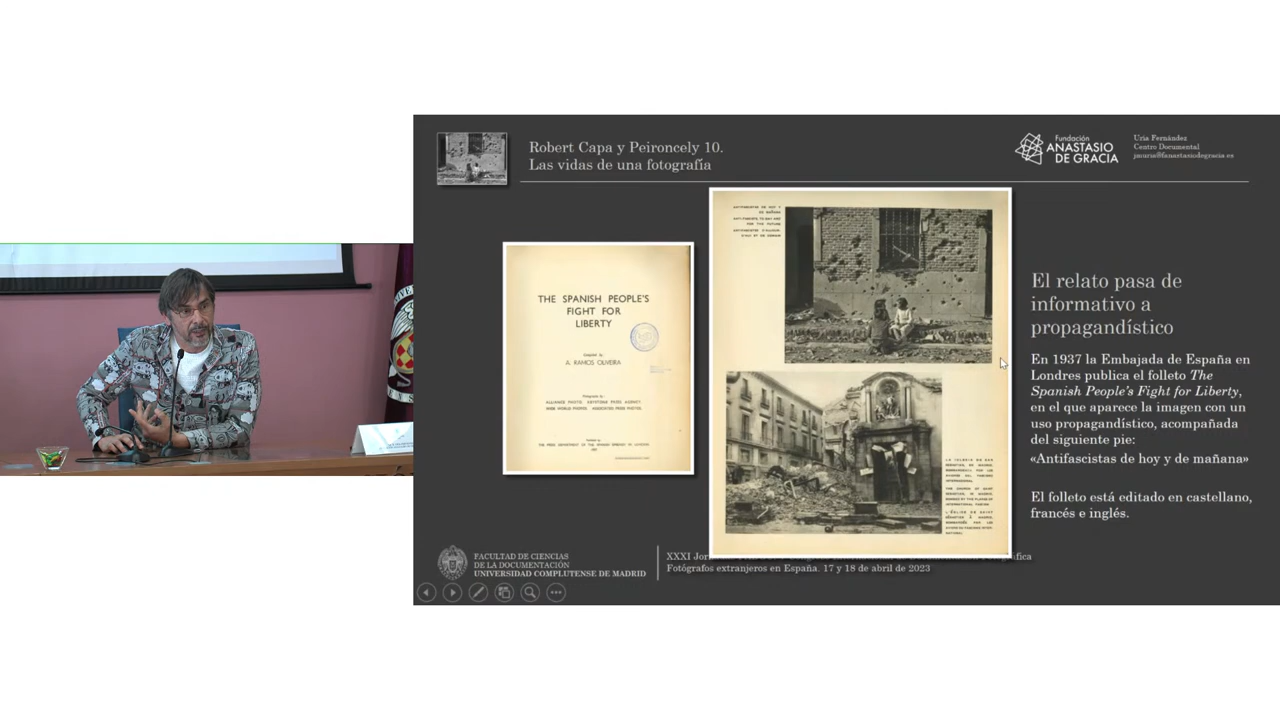 Robert Capa y Peironcely 10.
Las vidas de una fotografía
Fundación
ANASTASIO
DE GRACIA
Uría Fernández
Centro Documental
THE SPANISH PEOPLE'S
FIGHT FOR
LIBERTY
A. RAMOS OLIVEIRA
El relato pasa de
informativo a
propagandístico
En 1937 la Embajada de España en
Londres publica el folleto The
Spanish People's Fight for Liberty,
en el que aparece la imagen con un
uso propagandístico, acompañada
del siguiente pie:
«Antifascistas de hoy y de mañana»
El folleto está editado en castellano,
francés e inglés.
FACULTAD DE CIENCIAS
DE LA DOCUMENTACIÓN
UNIVERSIDAD COMPLUTENSE DE MADRID
XXXI
Fotógrafos extranjeros en España. 17 y 18 de abril de 2023